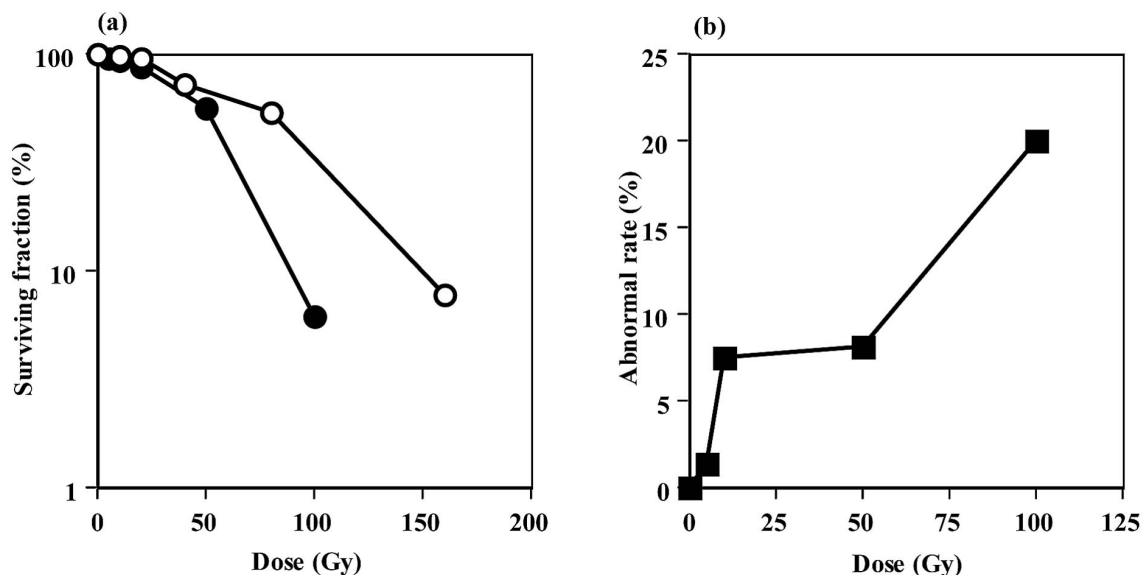 (a)
100
10
1
0 50 100 150 200
Surviving fraction (%)
Dose (Gy)
(b)
25
20
15
10
5
0
0 25 50 75 100 125
Abnormal rate (%)
Dose (Gy)